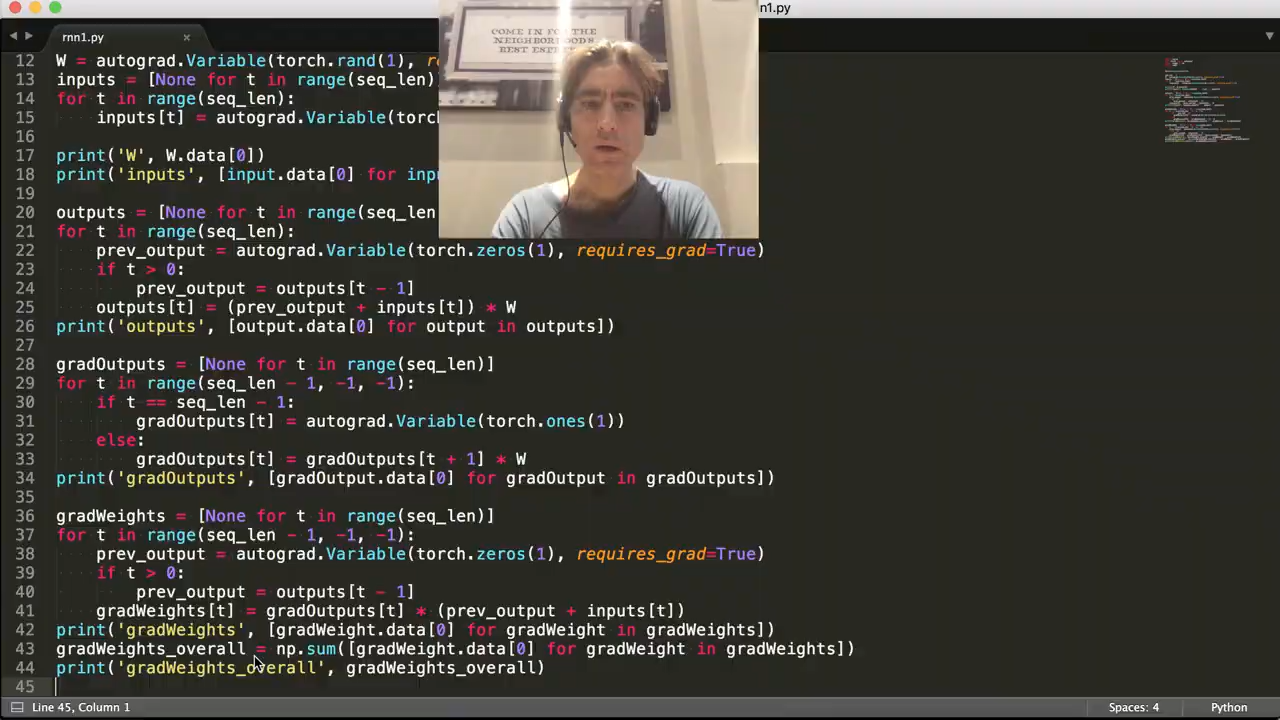 rnn1.py
rnn1.py
COME IN FOR THE
NEIGHBORHOODS
BEST
12 W = autograd.Variable(torch.rand(1), r
13 inputs = [None for t in range(seq_len)
14 for t in range(seq_len):
15 inputs[t] = autograd.Variable(torc
16
17 print('W', W.data[0])
18 print('inputs', [input.data[0] for inp
19
20 outputs = [None for t in range(seq_len
21 for t in range(seq_len):
22 prev_output = autograd.Variable(torch.zeros(1), requires_grad=True)
23 if t > 0:
24 prev_output = outputs[t - 1]
25 outputs[t] = (prev_output + inputs[t]) * W
26 print('outputs', [output.data[0] for output in outputs])
27
28 gradOutputs = [None for t in range(seq_len)]
29 for t in range(seq_len - 1, -1, -1):
30 if t == seq_len - 1:
31 gradOutputs[t] = autograd.Variable(torch.ones(1))
32 else:
33 gradOutputs[t] = gradOutputs[t + 1] * W
34 print('gradOutputs', [gradOutput.data[0] for gradOutput in gradOutputs])
35
36 gradWeights = [None for t in range(seq_len)]
37 for t in range(seq_len - 1, -1, -1):
38 prev_output = autograd.Variable(torch.zeros(1), requires_grad=True)
39 if t > 0:
40 prev_output = outputs[t - 1]
41 gradWeights[t] = gradOutputs[t] * (prev_output + inputs[t])
42 print('gradWeights', [gradWeight.data[0] for gradWeight in gradWeights])
43 gradWeights_overall = np.sum([gradWeight.data[0] for gradWeight in gradWeights])
44 print('gradWeights_overall', gradWeights_overall)
45
Line 45, Column 1
Spaces: 4
Python